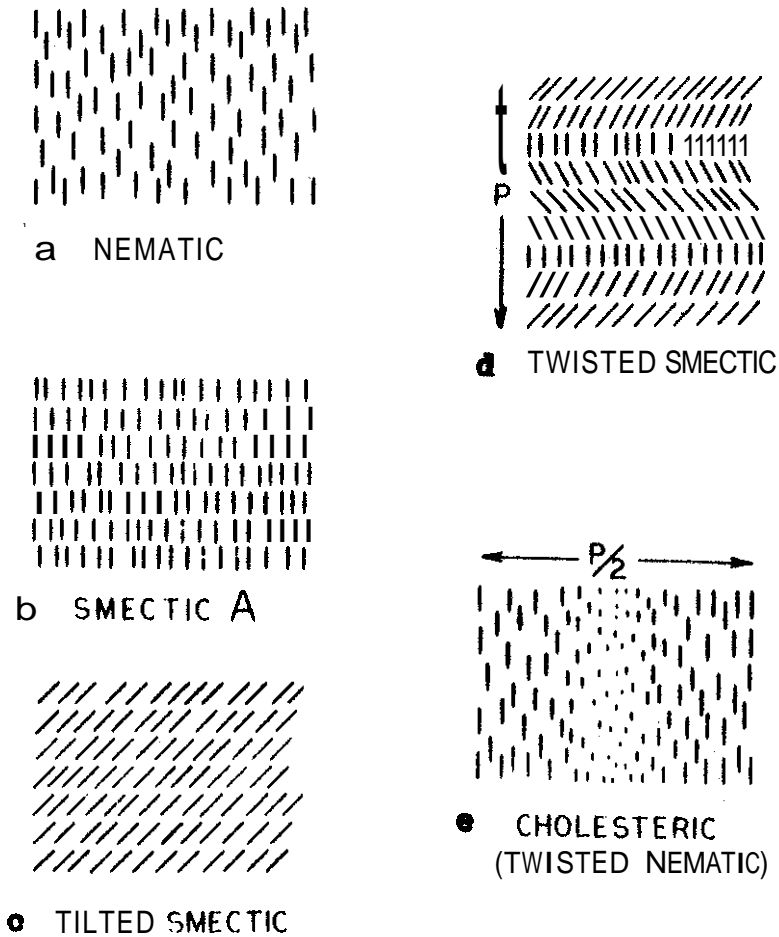 a NEMATIC
b SMECTIC A
c TILTED SMECTIC
P
d TWISTED SMECTIC
P/2
e CHOLESTERIC
(TWISTED NEMATIC)